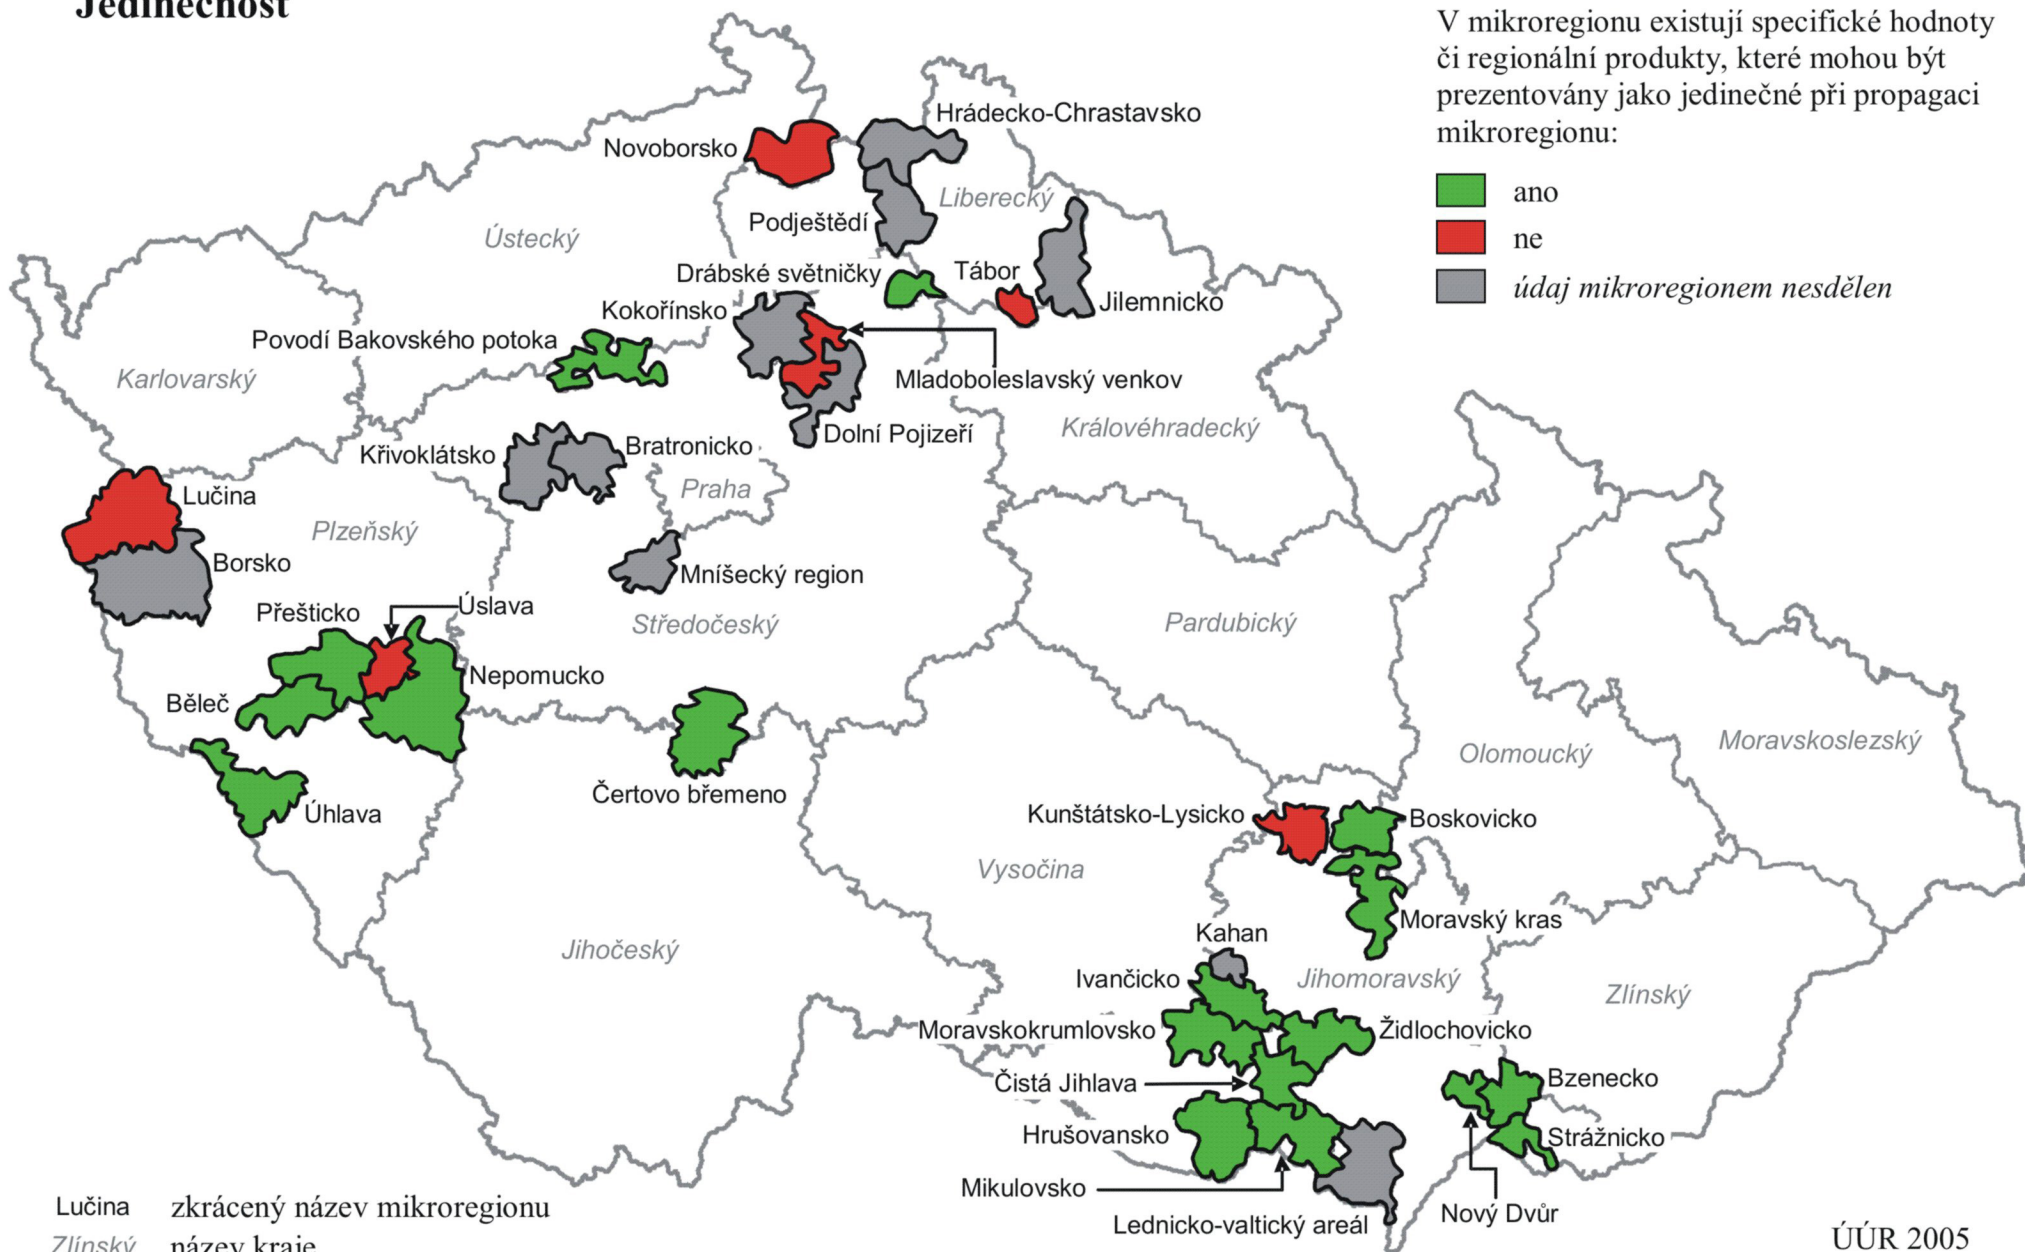 Jedinečnost
V mikroregionu existují specifické hodnoty
či regionální produkty, které mohou být
prezentovány jako jedinečné při propagaci
mikroregionu:
ano
ne
údaj mikroregionem nesdělen
Hrádecko-Chrastavsko
Novoborsko
Liberecký
Podještědí
Ústecký
Drábské světničky
Tábor
Jilemnicko
Kokořínsko
Povodí Bakovského potoka
Karlovarský
Mladoboleslavský venkov
Královéhradecký
Dolní Pojizeří
Křivoklátsko
Bratronicko
Praha
Lučina
Plzeňský
Borsko
Mníšecký region
Přešticko
Úslava
Středočeský
Pardubický
Nepomucko
Běleč
Olomoucký
Moravskoslezský
Čertovo břemeno
Úhlava
Kunštátsko-Lysicko
Boskovicko
Vysočina
Moravský kras
Kahan
Jihočeský
Ivančicko
Jihomoravský
Zlínský
Moravskokrumlovsko
Židlochovicko
Čistá Jihlava
Bzenecko
Hrušovansko
Strážnicko
Mikulovsko
Nový Dvůr
Lednicko-valtický areál
Lučina zkrácený název mikroregionu
Zlínský název kraje
ÚÚR 2005